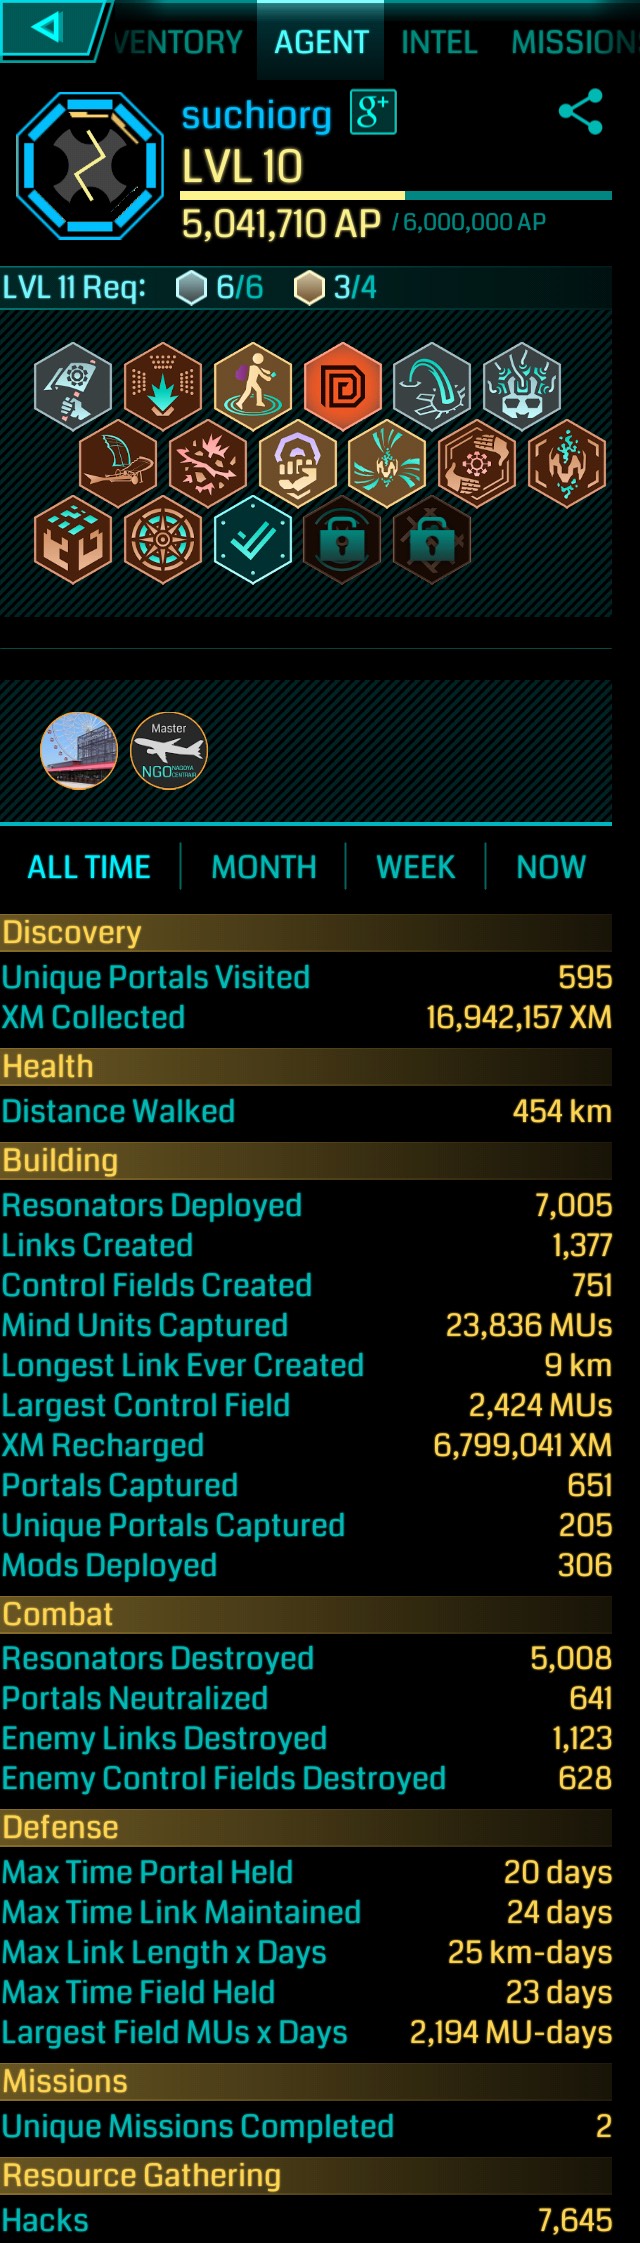 VENTORY AGENT INTEL MISSION
suchiorg g+
LVL 10
5,041,710 AP / 6,000,000 AP
LVL 11 Req: 6/6 3/4
Master
NGO NAGOYA CENTRAIR
ALL TIME MONTH WEEK NOW
Discovery
Unique Portals Visited 595
XM Collected 16,942,157 XM
Health
Distance Walked 454 km
Building
Resonators Deployed 7,005
Links Created 1,377
Control Fields Created 751
Mind Units Captured 23,836 MUs
Longest Link Ever Created 9 km
Largest Control Field 2,424 MUs
XM Recharged 6,799,041 XM
Portals Captured 651
Unique Portals Captured 205
Mods Deployed 306
Combat
Resonators Destroyed 5,008
Portals Neutralized 641
Enemy Links Destroyed 1,123
Enemy Control Fields Destroyed 628
Defense
Max Time Portal Held 20 days
Max Time Link Maintained 24 days
Max Link Length x Days 25 km-days
Max Time Field Held 23 days
Largest Field MUs x Days 2,194 MU-days
Missions
Unique Missions Completed 2
Resource Gathering
Hacks 7,645